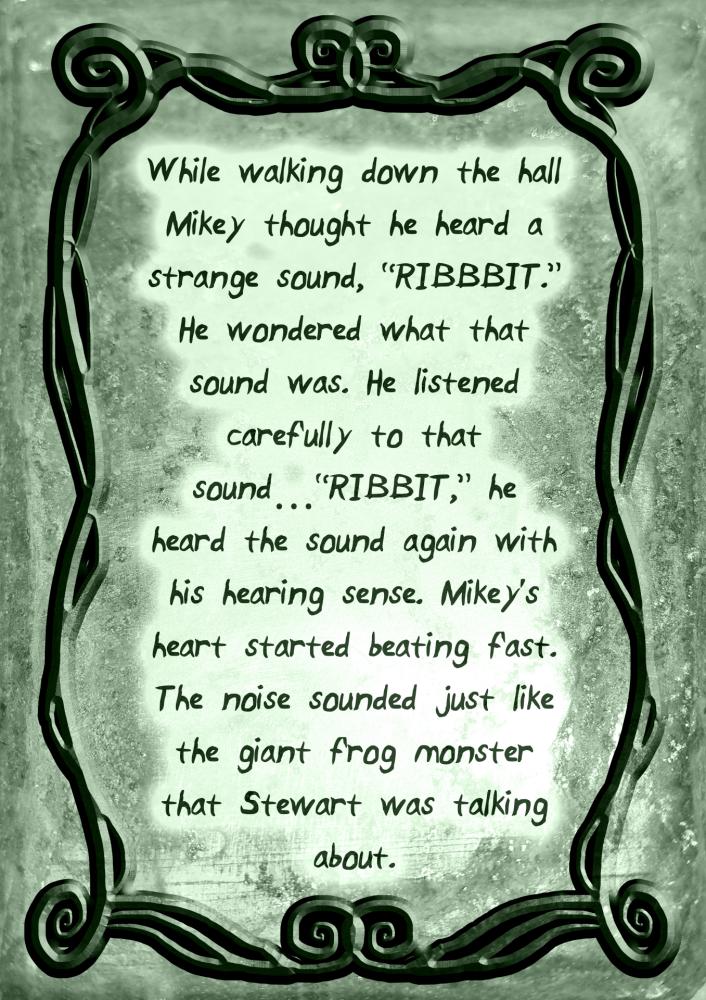 While walking down the hall
Mikey thought he heard a
strange sound, “RIBBBIT.”
He wondered what that
sound was. He listened
carefully to that
sound...“RIBBIT,” he
heard the sound again with
his hearing sense. Mikey's
heart started beating fast.
The noise sounded just like
the giant frog monster
that Stewart was talking
about.